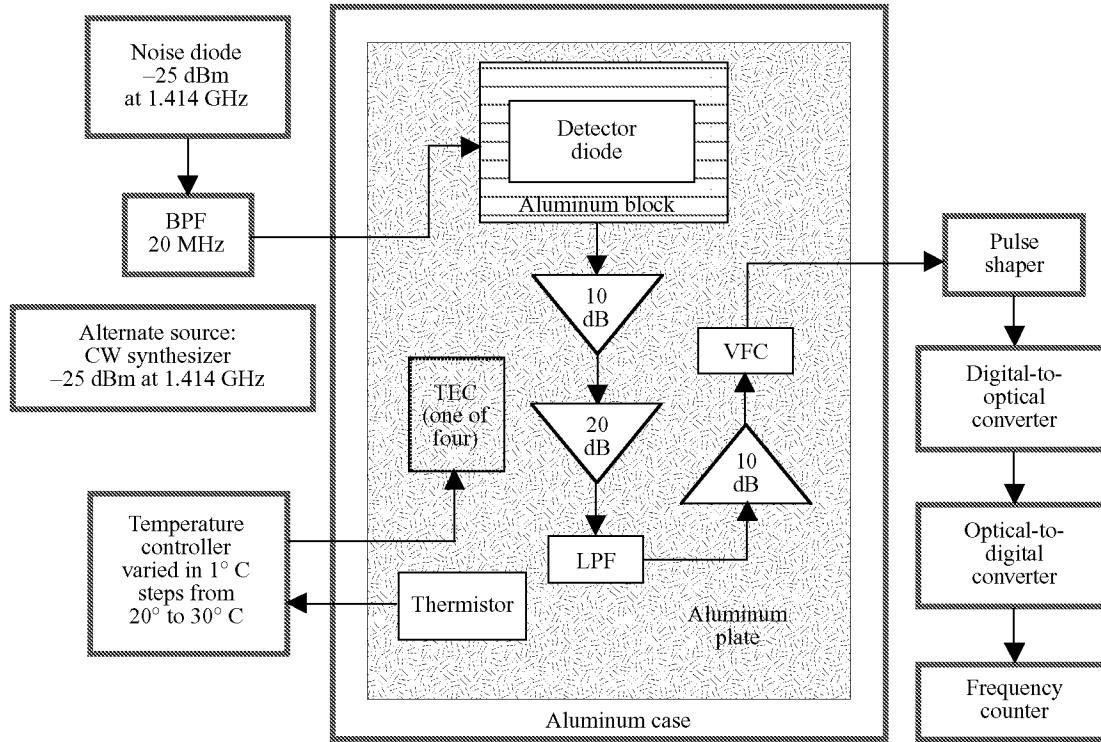 Noise diode
–25 dBm
at 1.414 GHz
BPF
20 MHz
Alternate source:
CW synthesizer
–25 dBm at 1.414 GHz
Temperature
controller
varied in 1° C
steps from
20° to 30° C
Detector
diode
Aluminum block
10
dB
20
dB
LPF
TEC
(one of
four)
Thermistor
VFC
10
dB
Aluminum
plate
Aluminum case
Pulse
shaper
Digital-to-
optical
converter
Optical-to-
digital
converter
Frequency
counter